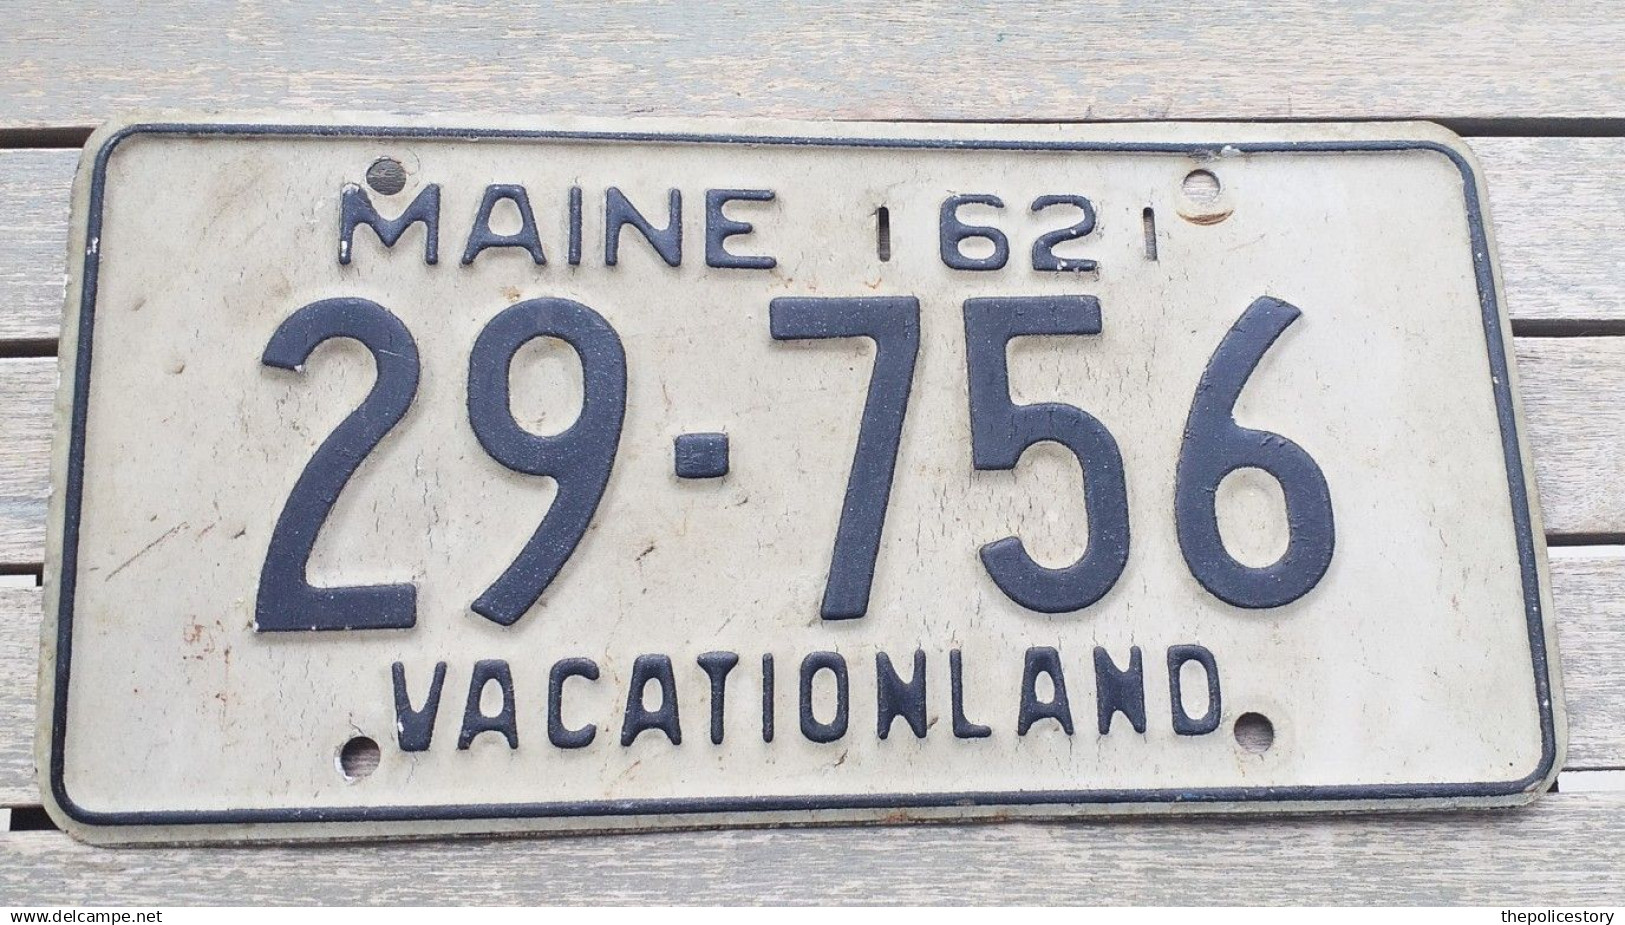 MAINE 62
29-756
VACATIONLAND
www.delcampe.net
thepolicestory